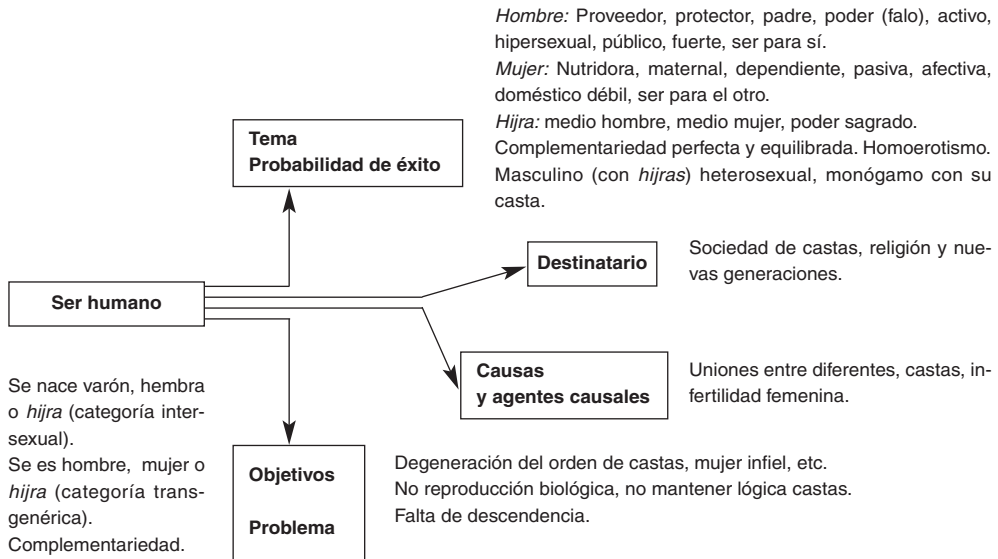 Hombre: Proveedor, protector, padre, poder (falo), activo,
hipersexual, público, fuerte, ser para sí.
Mujer: Nutridora, maternal, dependiente, pasiva, afectiva,
doméstico débil, ser para el otro.
Hijra: medio hombre, medio mujer, poder sagrado.
Complementariedad perfecta y equilibrada. Homoerotismo.
Masculino (con hijras) heterosexual, monógamo con su
casta.
Tema
Probabilidad de éxito
Destinatario
Sociedad de castas, religión y nue-
vas generaciones.
Ser humano
Causas
y agentes causales
Uniones entre diferentes, castas, in-
fertilidad femenina.
Se nace varón, hembra
o hijra (categoría inter-
sexual).
Se es hombre, mujer o
hijra (categoría trans-
genérica).
Complementariedad.
Objetivos
Problema
Degeneración del orden de castas, mujer infiel, etc.
No reproducción biológica, no mantener lógica castas.
Falta de descendencia.